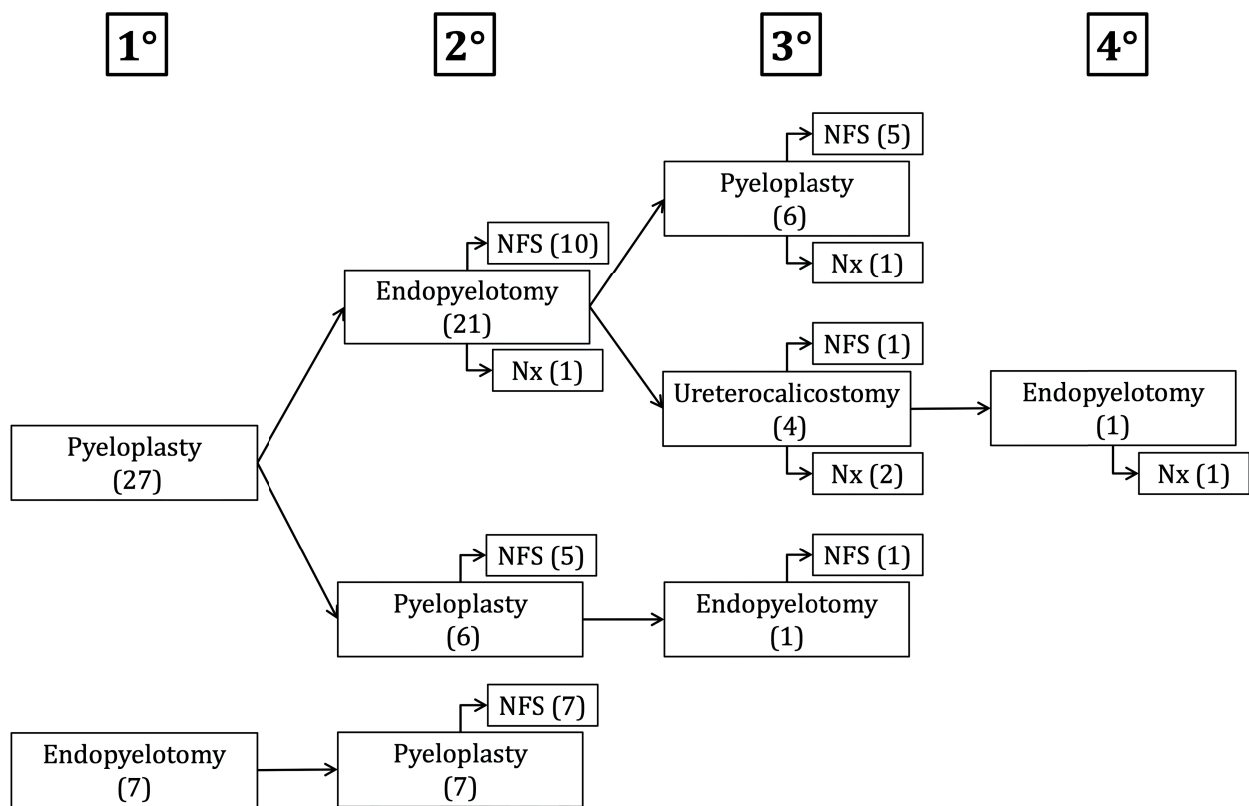 1° 2° 3° 4°
NFS (5)
Pyeloplasty
(6)
Nx (1)
NFS (10)
Endopyelotomy
(21)
Nx (1)
NFS (1)
Ureterocalicostomy
(4)
Nx (2)
Endopyelotomy
(1)
Nx (1)
Pyeloplasty
(27)
NFS (5)
Pyeloplasty
(6)
NFS (1)
Endopyelotomy
(1)
NFS (7)
Endopyelotomy
(7)
Pyeloplasty
(7)